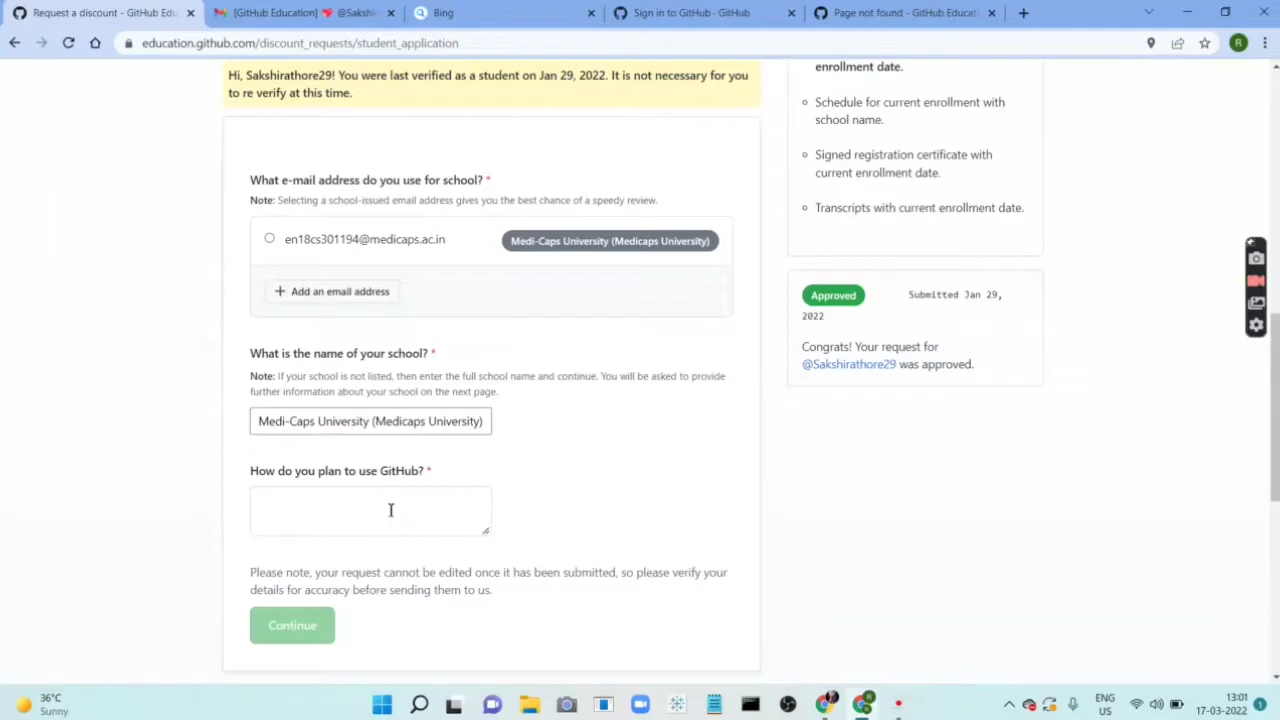 Request a discount - GitHub Edu
[GitHub Education] 💖 @Sakshi
Bing
Sign in to GitHub · GitHub
Page not found - GitHub Educati
education.github.com/discount_requests/student_application
R
Hi, Sakshirathore29! You were last verified as a student on Jan 29, 2022. It is not necessary for you
to re verify at this time.
What e-mail address do you use for school? *
Note: Selecting a school-issued email address gives you the best chance of a speedy review.
en18cs301194@medicaps.ac.in
Medi-Caps University (Medicaps University)
Add an email address
What is the name of your school? *
Note: If your school is not listed, then enter the full school name and continue. You will be asked to provide
further information about your school on the next page.
Medi-Caps University (Medicaps University)
How do you plan to use GitHub? *
Please note, your request cannot be edited once it has been submitted, so please verify your
details for accuracy before sending them to us.
Continue
enrollment date.
Schedule for current enrollment with
school name.
Signed registration certificate with
current enrollment date.
Transcripts with current enrollment date.
Approved
Submitted Jan 29,
2022
Congrats! Your request for
@Sakshirathore29 was approved.
36°C
Sunny
ENG
US
13:01
17-03-2022
1